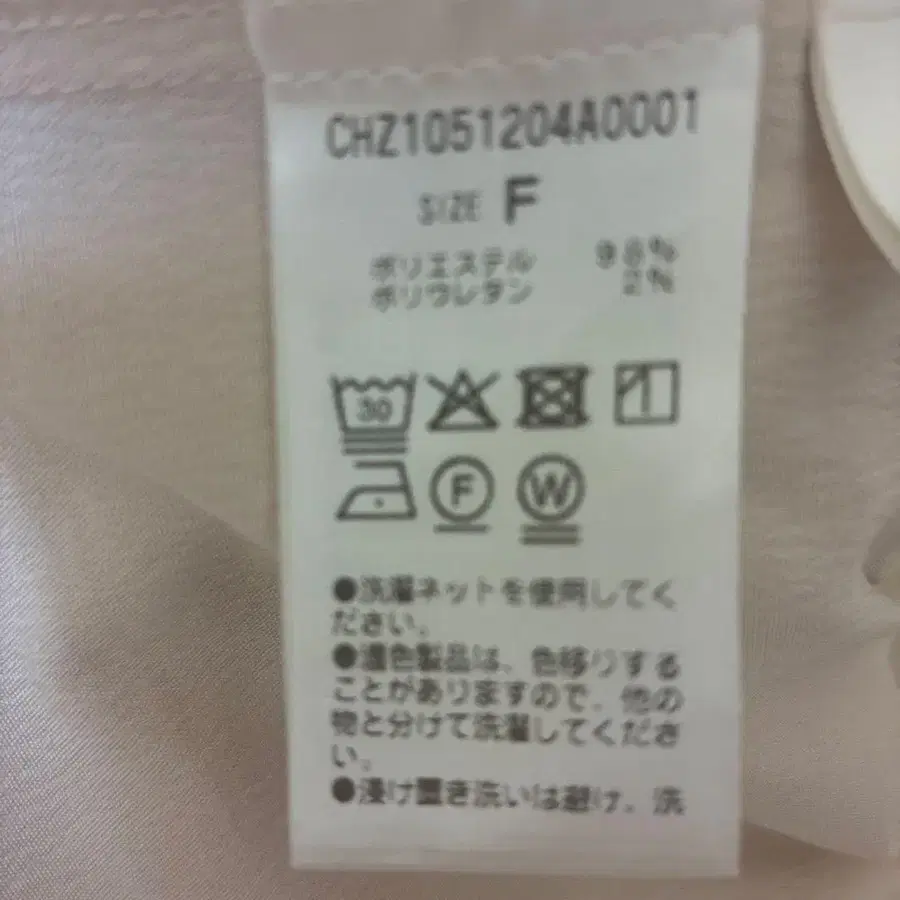 CHZ1051204A0001
SIZE F
ポリエステル 98%
ポリウレタン 2%
30
F W
●洗濯ネットを使用してく
ださい。
●濃色製品は、色移りする
ことがありますので、他の
物と分けて洗濯してくださ
い。
●浸け置き洗いは避け、洗